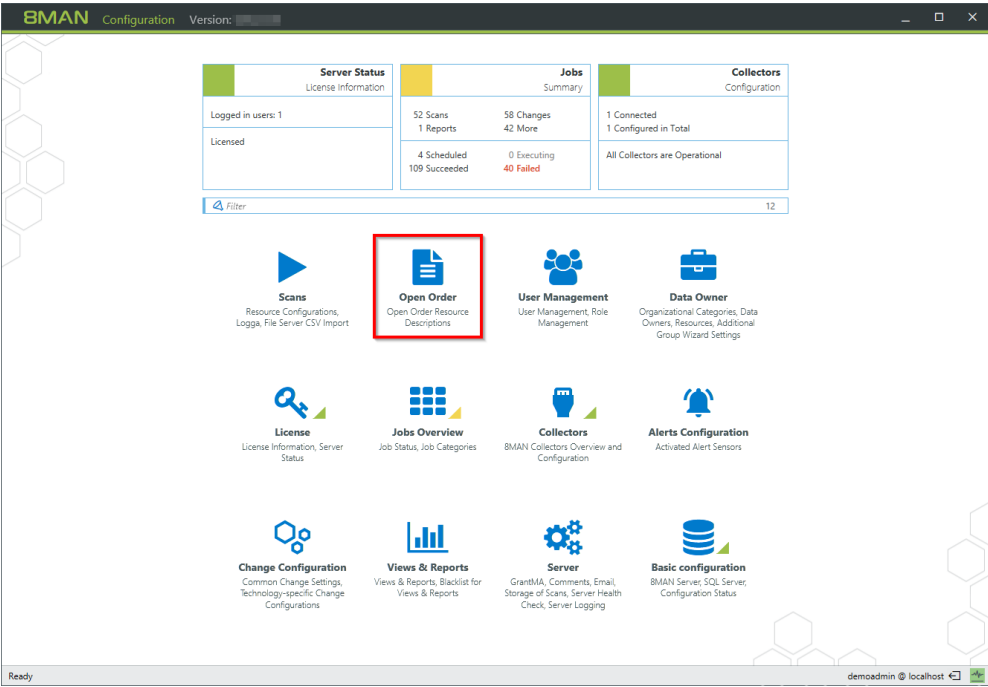 8MAN Configuration Version:
Server Status
License Information
Logged in users: 1
Licensed
Jobs
Summary
52 Scans 58 Changes
1 Reports 42 More
4 Scheduled 0 Executing
109 Succeeded 40 Failed
Collectors
Configuration
1 Connected
1 Configured in Total
All Collectors are Operational
Filter 12
Scans
Resource Configurations,
Logga, File Server CSV Import
Open Order
Open Order Resource
Descriptions
User Management
User Management, Role
Management
Data Owner
Organizational Categories, Data
Owners, Resources, Additional
Group Wizard Settings
License
License Information, Server
Status
Jobs Overview
Job Status, Job Categories
Collectors
8MAN Collectors Overview and
Configuration
Alerts Configuration
Activated Alert Sensors
Change Configuration
Common Change Settings,
Technology-specific Change
Configurations
Views & Reports
Views & Reports, Blacklist for
Views & Reports
Server
GrantMA, Comments, Email,
Storage of Scans, Server Health
Check, Server Logging
Basic configuration
8MAN Server, SQL Server,
Configuration Status
Ready
demoadmin @ localhost